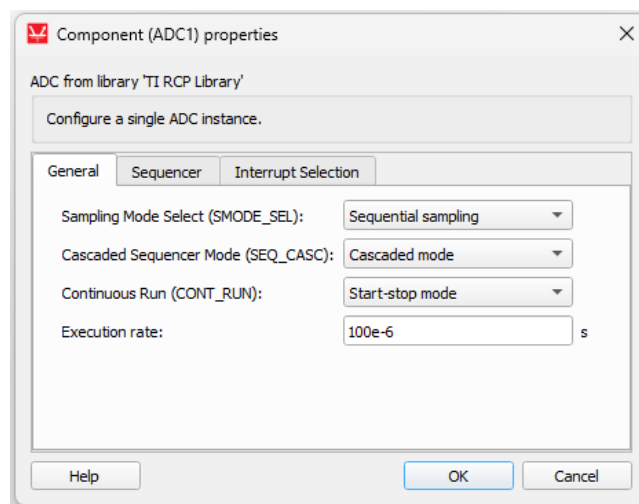 Component (ADC1) properties
ADC from library 'TI RCP Library'
Configure a single ADC instance.
General Sequencer Interrupt Selection
Sampling Mode Select (SMODE_SEL): Sequential sampling
Cascaded Sequencer Mode (SEQ_CASC): Cascaded mode
Continuous Run (CONT_RUN): Start-stop mode
Execution rate: 100e-6 s
Help OK Cancel